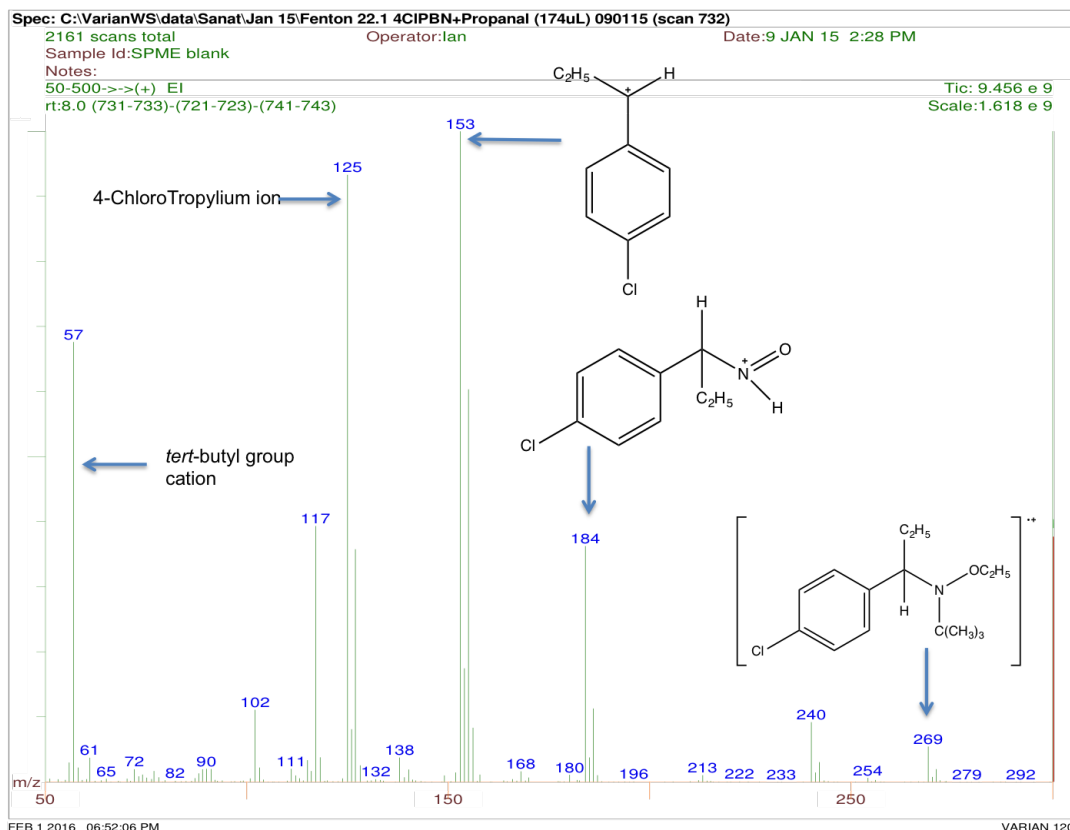 Spec: C:\VarianWS\data\Sanat\Jan 15\Fenton 22.1 4ClPBN+Propanal (174uL) 090115 (scan 732)
2161 scans total Operator:Ian Date:9 JAN 15 2:28 PM
Sample Id:SPME blank
Notes:
50-500->->(+) EI Tic: 9.456 e 9
rt:8.0 (731-733)-(721-723)-(741-743) Scale:1.618 e 9
C₂H₅ H
+
153
125
4-ChloroTropylium ion
Cl
H
57
O
+
N
C₂H₅
H
Cl
tert-butyl group
cation
117
184
··+
C₂H₅
OC₂H₅
N
H
C(CH₃)₃
Cl
102
240
269
61 65 72 82 90 111 132 138 168 180 196 213 222 233 254 279 292
m/z
50 150 250
FEB 1 2016 06:52:06 PM VARIAN 120